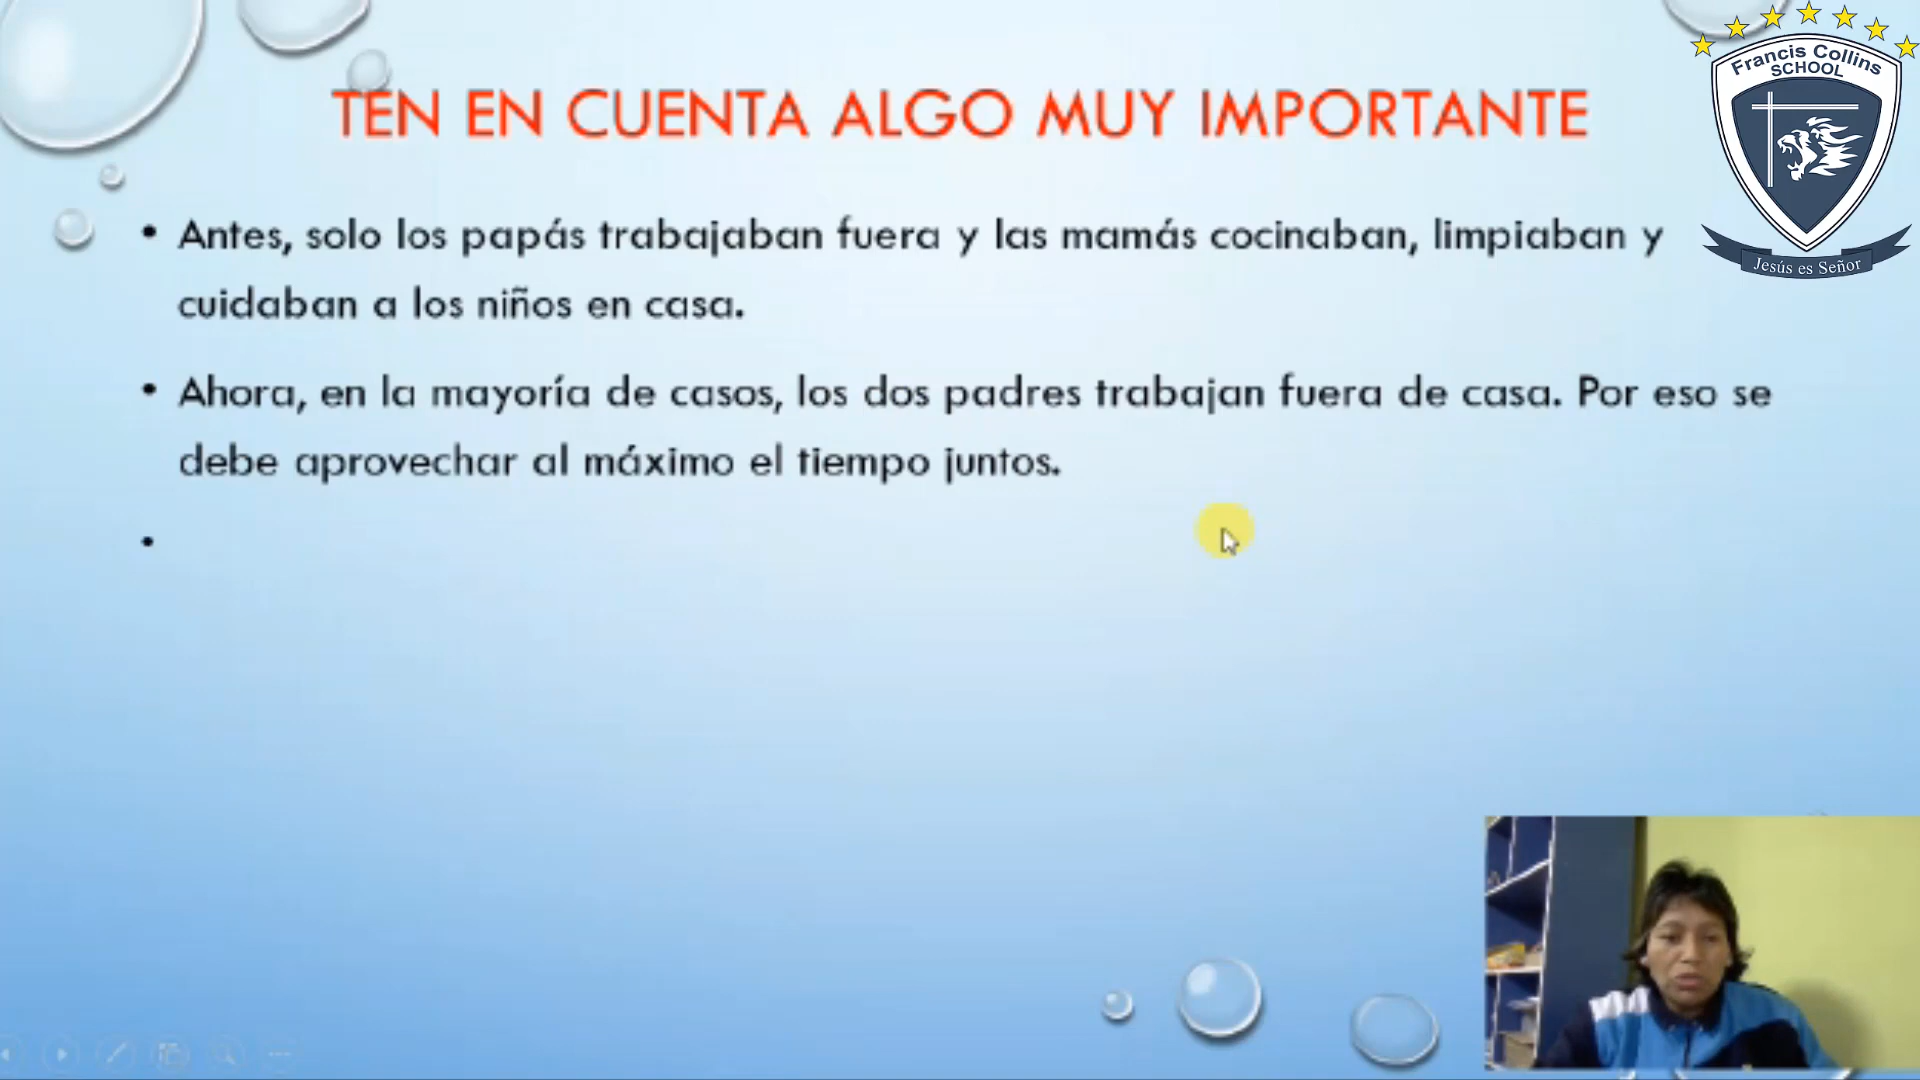 Francis Collins
SCHOOL
TEN EN CUENTA ALGO MUY IMPORTANTE
• Antes, solo los papás trabajaban fuera y las mamás cocinaban, limpiaban y
cuidaban a los niños en casa.
Jesús es Señor
• Ahora, en la mayoría de casos, los dos padres trabajan fuera de casa. Por eso se
debe aprovechar al máximo el tiempo juntos.
•